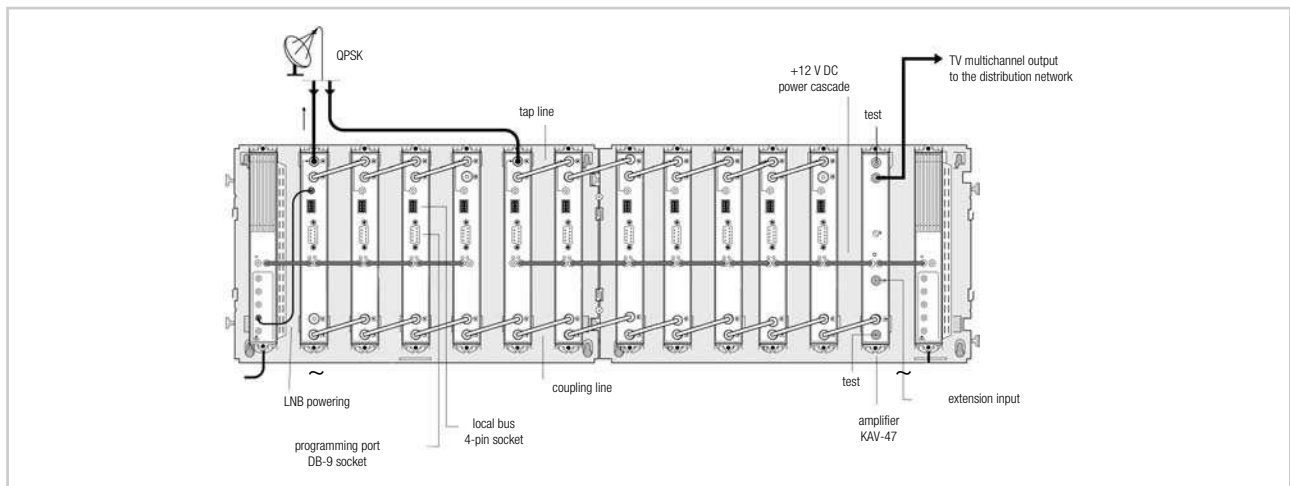 QPSK
TV multichannel output
to the distribution network
+12 V DC
power cascade
tap line
test
coupling line
test
LNB powering
extension input
local bus
4-pin socket
amplifier
KAV-47
programming port
DB-9 socket